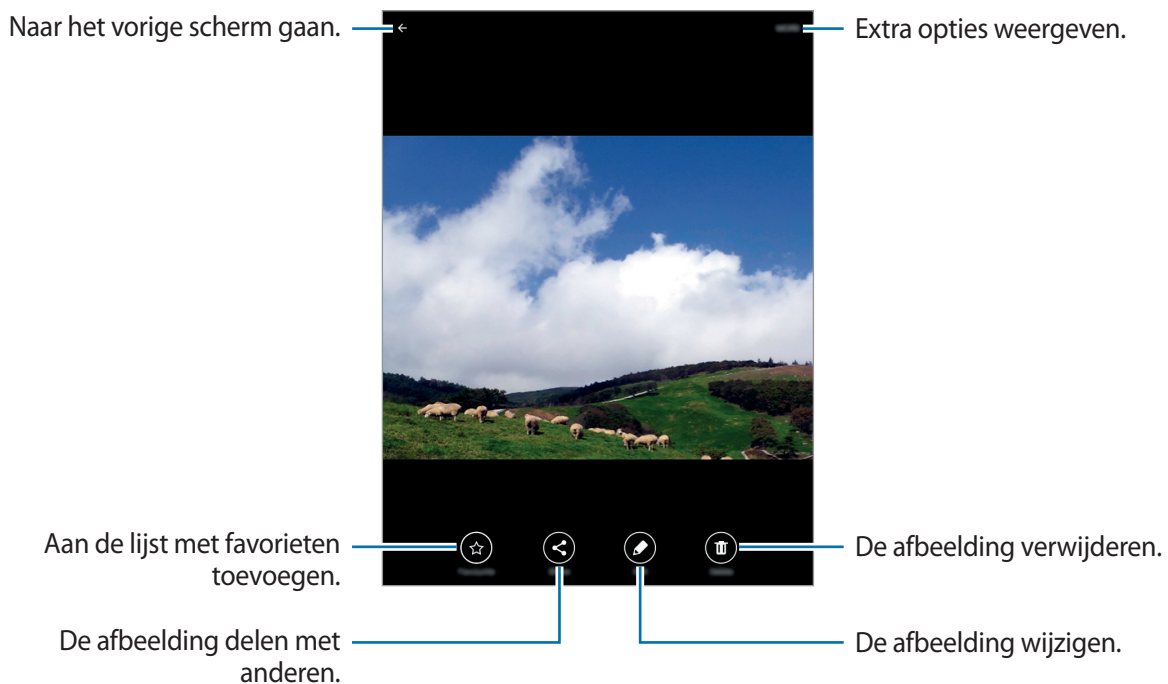 Naar het vorige scherm gaan.
Extra opties weergeven.
Aan de lijst met favorieten
toevoegen.
De afbeelding verwijderen.
De afbeelding delen met
anderen.
De afbeelding wijzigen.